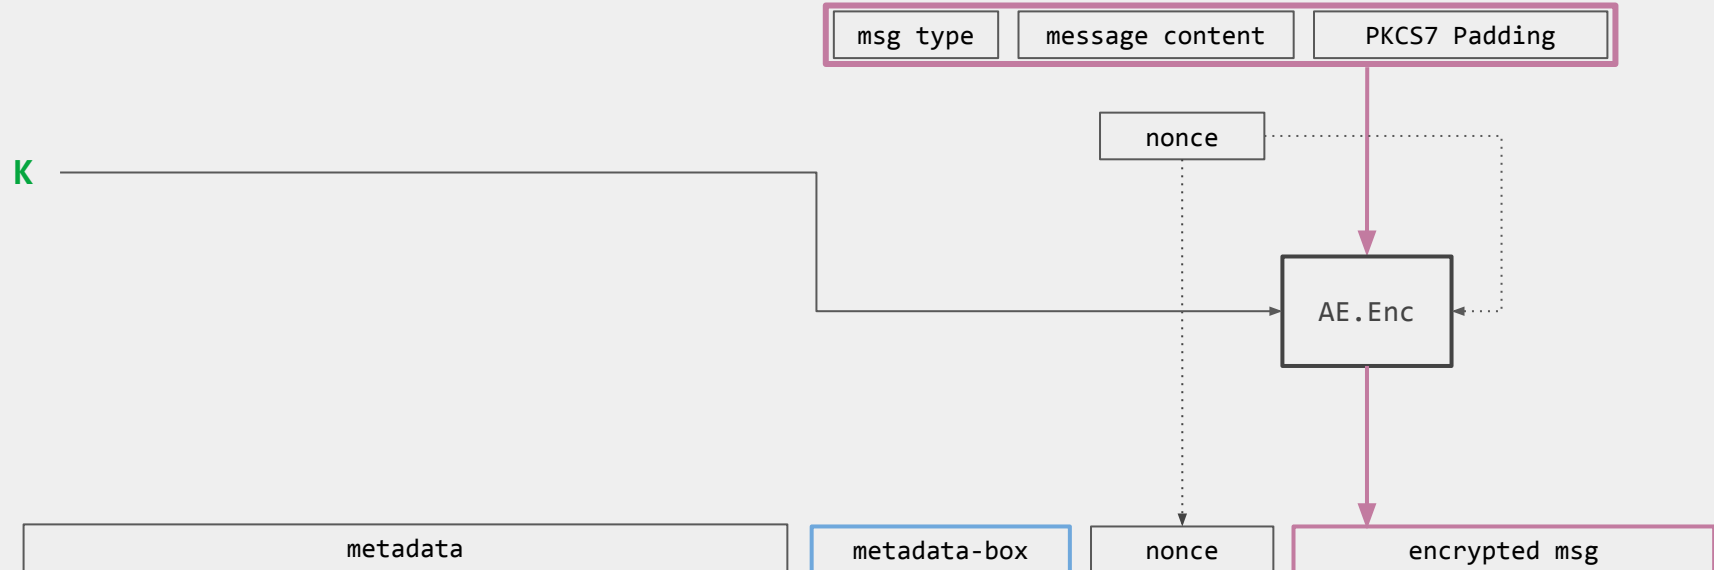 msg type
message content
PKCS7 Padding
nonce
K
AE.Enc
metadata
metadata-box
nonce
encrypted msg